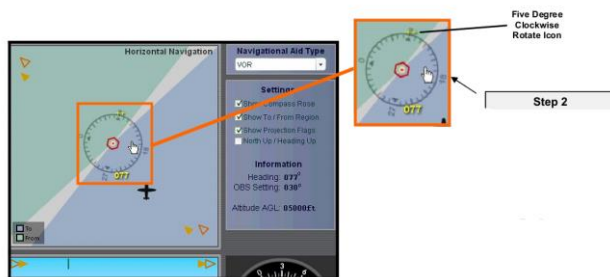 Five Degree
Clockwise
Rotate Icon
Step 2
Horizontal Navigation
Navigational Aid Type
VOR
Settings
Show Compass Rose
Show To / From Region
Show Projection Flags
North Up / Heading Up
Information
Heading: 077°
OBS Setting: 030°
Altitude AGL: 05000ft.
077
077
To
From
3